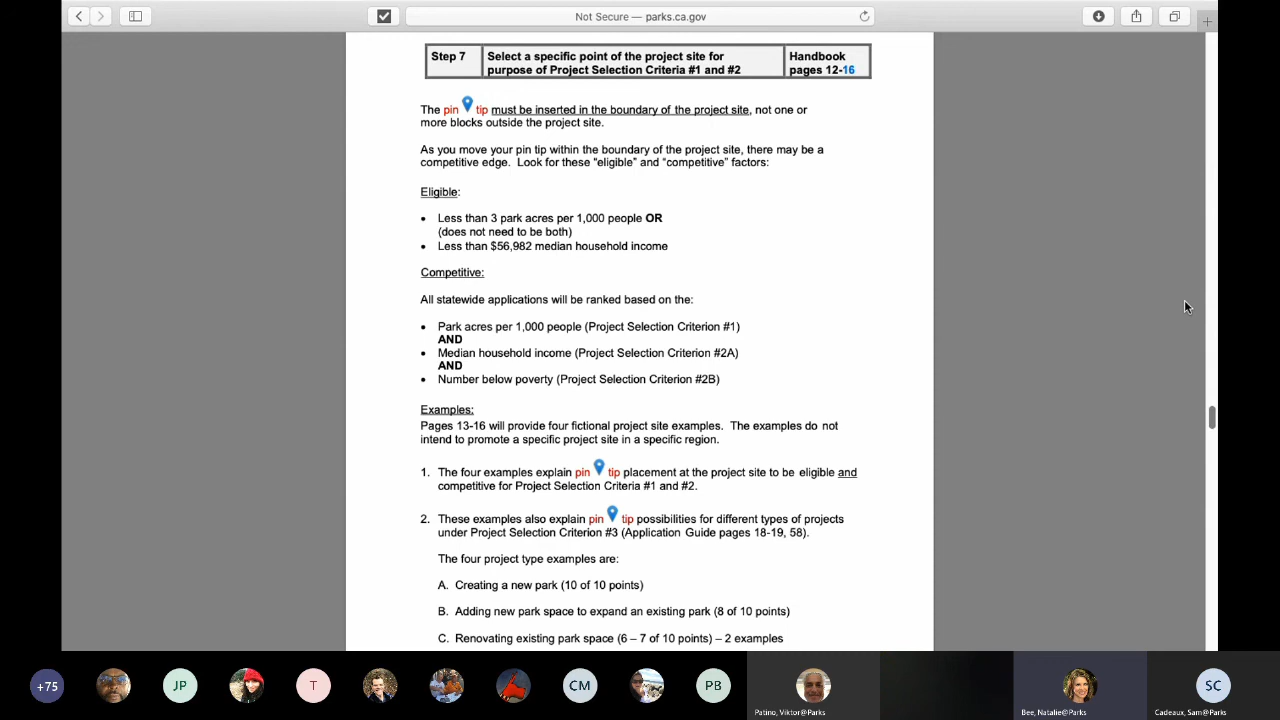 Not Secure — parks.ca.gov
Step 7
Select a specific point of the project site for
purpose of Project Selection Criteria #1 and #2
Handbook
pages 12-16
The pin tip must be inserted in the boundary of the project site, not one or
more blocks outside the project site.
As you move your pin tip within the boundary of the project site, there may be a
competitive edge. Look for these “eligible” and “competitive” factors:
Eligible:
• Less than 3 park acres per 1,000 people OR
(does not need to be both)
• Less than $56,982 median household income
Competitive:
All statewide applications will be ranked based on the:
• Park acres per 1,000 people (Project Selection Criterion #1)
AND
• Median household income (Project Selection Criterion #2A)
AND
• Number below poverty (Project Selection Criterion #2B)
Examples:
Pages 13-16 will provide four fictional project site examples. The examples do not
intend to promote a specific project site in a specific region.
1. The four examples explain pin tip placement at the project site to be eligible and
competitive for Project Selection Criteria #1 and #2.
2. These examples also explain pin tip possibilities for different types of projects
under Project Selection Criterion #3 (Application Guide pages 18-19, 58).
The four project type examples are:
A. Creating a new park (10 of 10 points)
B. Adding new park space to expand an existing park (8 of 10 points)
C. Renovating existing park space (6 – 7 of 10 points) – 2 examples
+75
JP
T
CM
PB
SC
Patino, Viktor@Parks
Bee, Natalie@Parks
Cadeaux, Sam@Parks